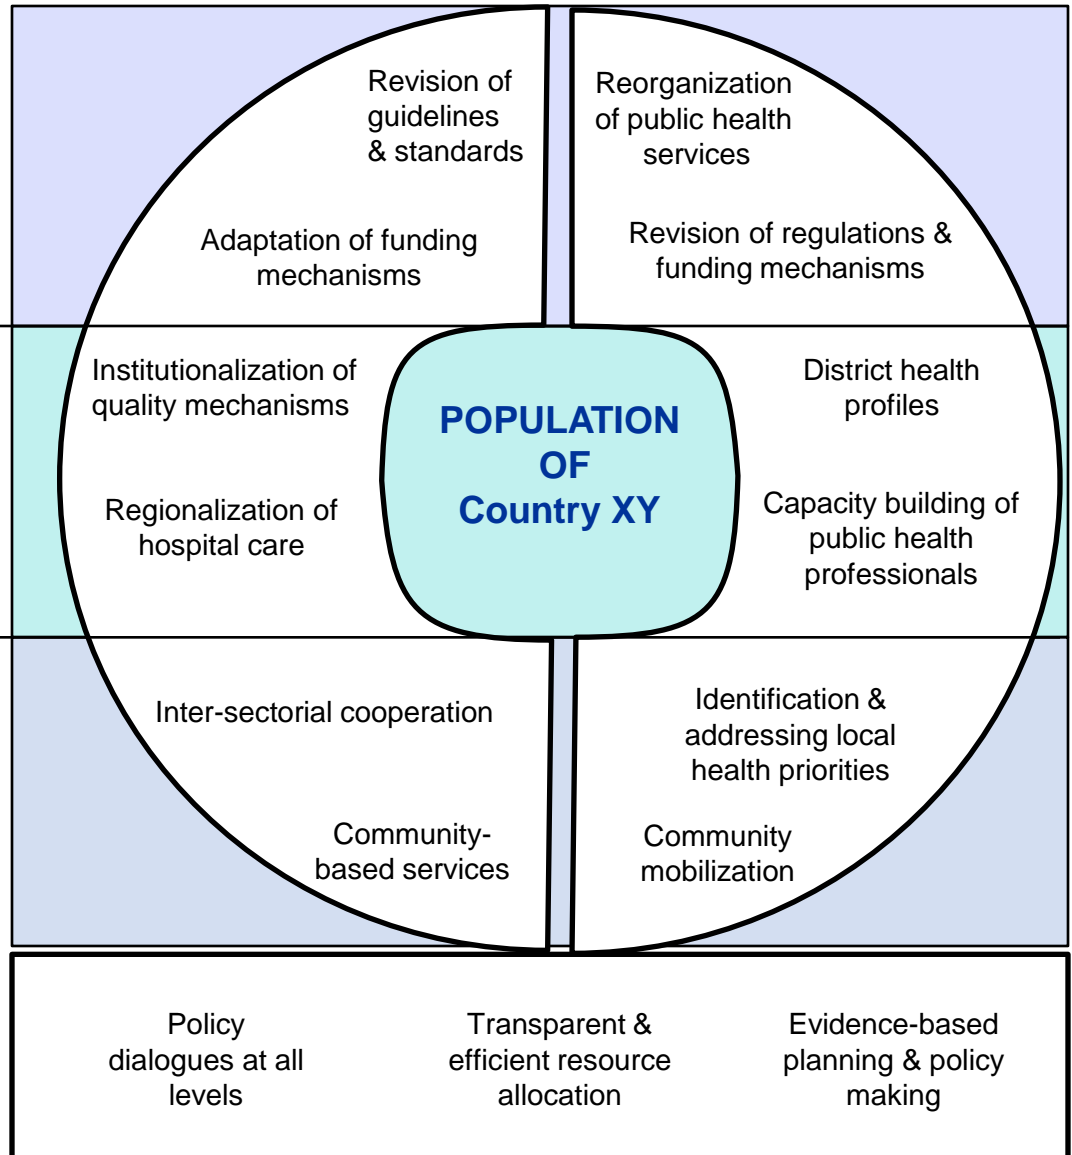 Revision of
guidelines
& standards
Reorganization
of public health
services
Adaptation of funding
mechanisms
Revision of regulations &
funding mechanisms
Institutionalization of
quality mechanisms
POPULATION
OF
Country XY
District health
profiles
Regionalization of
hospital care
Capacity building of
public health
professionals
Inter-sectorial cooperation
Identification &
addressing local
health priorities
Community-
based services
Community
mobilization
Policy
dialogues at all
levels
Transparent &
efficient resource
allocation
Evidence-based
planning & policy
making